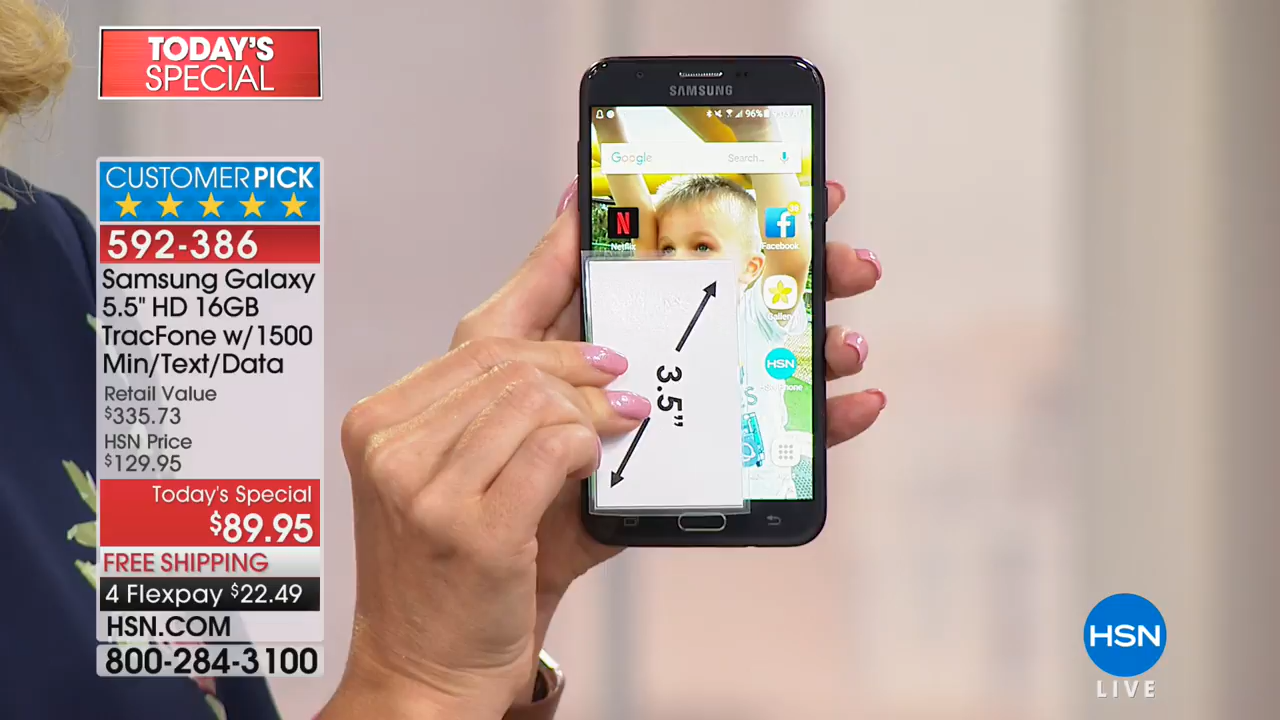 TODAY'S
SPECIAL
CUSTOMER PICK
592-386
Samsung Galaxy
5.5" HD 16GB
TracFone w/1500
Min/Text/Data
Retail Value
$335.73
HSN Price
$129.95
Today's Special
$89.95
FREE SHIPPING
4 Flexpay $22.49
HSN.COM
800-284-3100
SAMSUNG
96%
Google
Search...
N
Netflix
f
Facebook
Gallery
HSN
3.5"
HSN
LIVE